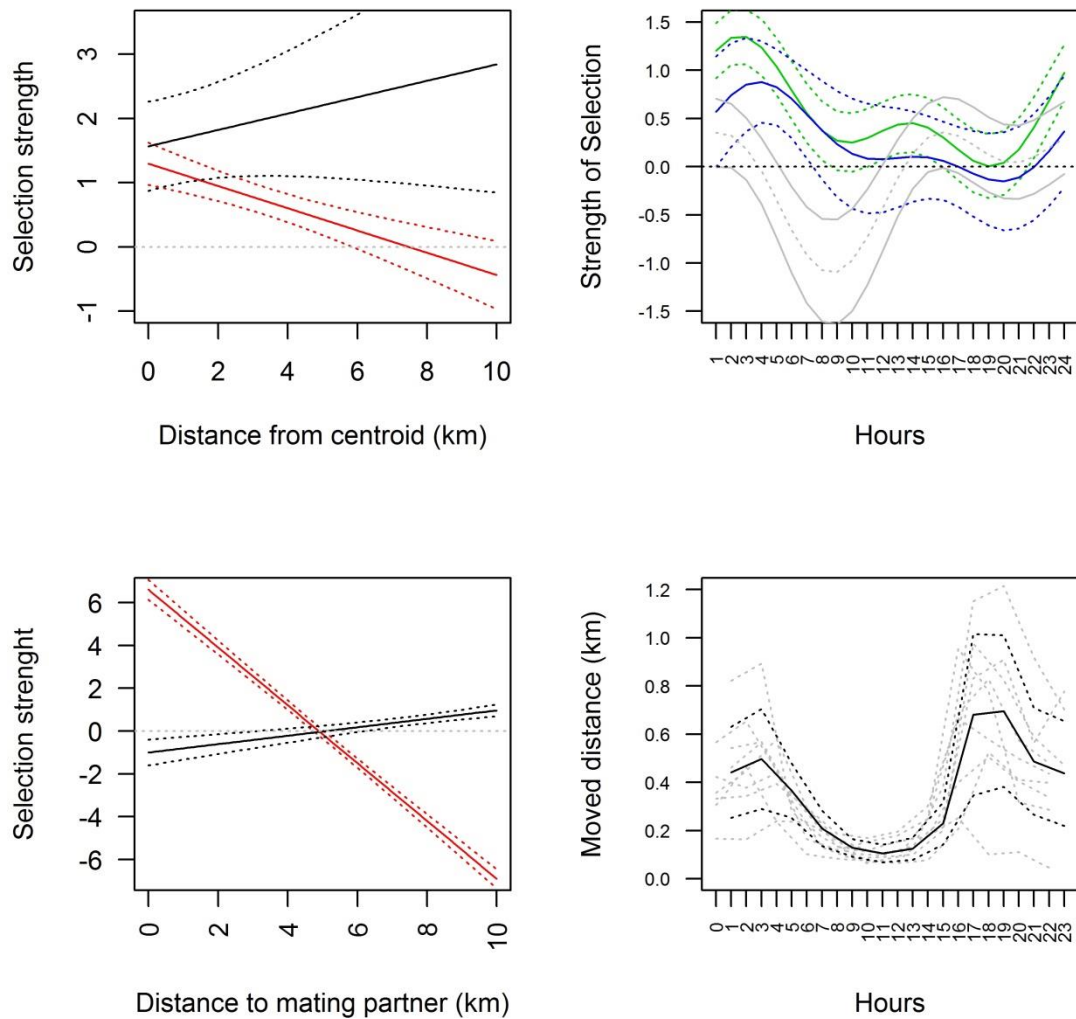 Selection strength
3
2
1
0
-1
0 2 4 6 8 10
Distance from centroid (km)
Strength of Selection
1.5
1.0
0.5
0.0
-0.5
-1.0
-1.5
1 2 3 4 5 6 7 8 9 10 11 12 13 14 15 16 17 18 19 20 21 22 23 24
Hours
Selection strenght
6
4
2
0
-2
-4
-6
0 2 4 6 8 10
Distance to mating partner (km)
Moved distance (km)
1.2
1.0
0.8
0.6
0.4
0.2
0.0
0 1 2 3 4 5 6 7 8 9 10 11 12 13 14 15 16 17 18 19 20 21 22 23
Hours